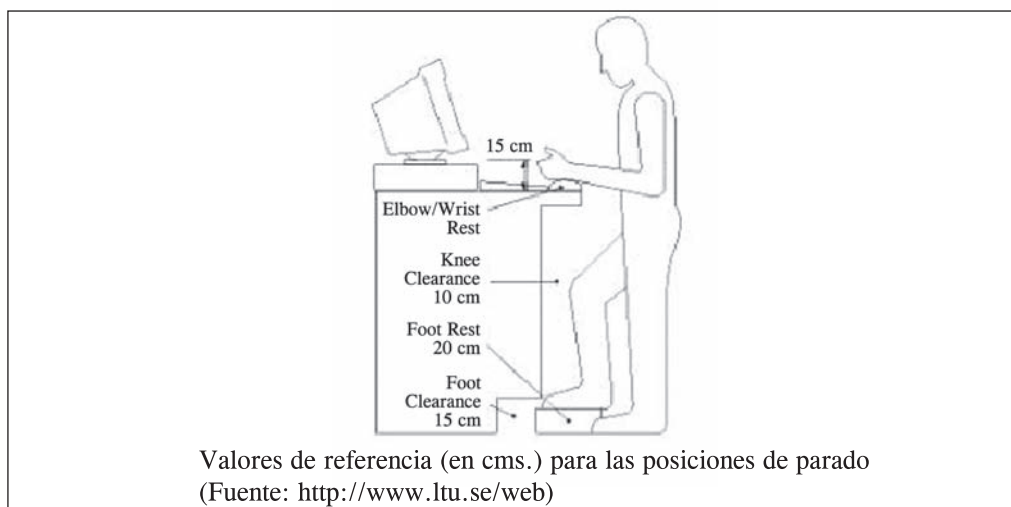 15 cm
Elbow/Wrist
Rest
Knee
Clearance
10 cm
Foot Rest
20 cm
Foot
Clearance
15 cm
Valores de referencia (en cms.) para las posiciones de parado
(Fuente: http://www.ltu.se/web)